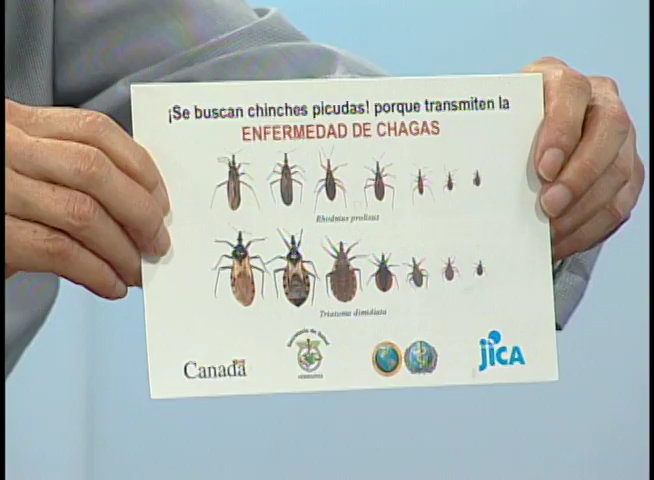 ¡Se buscan chinches picudas! porque transmiten la
ENFERMEDAD DE CHAGAS
Rhodnius prolixus
Triatoma dimidiata
Canada
JICA